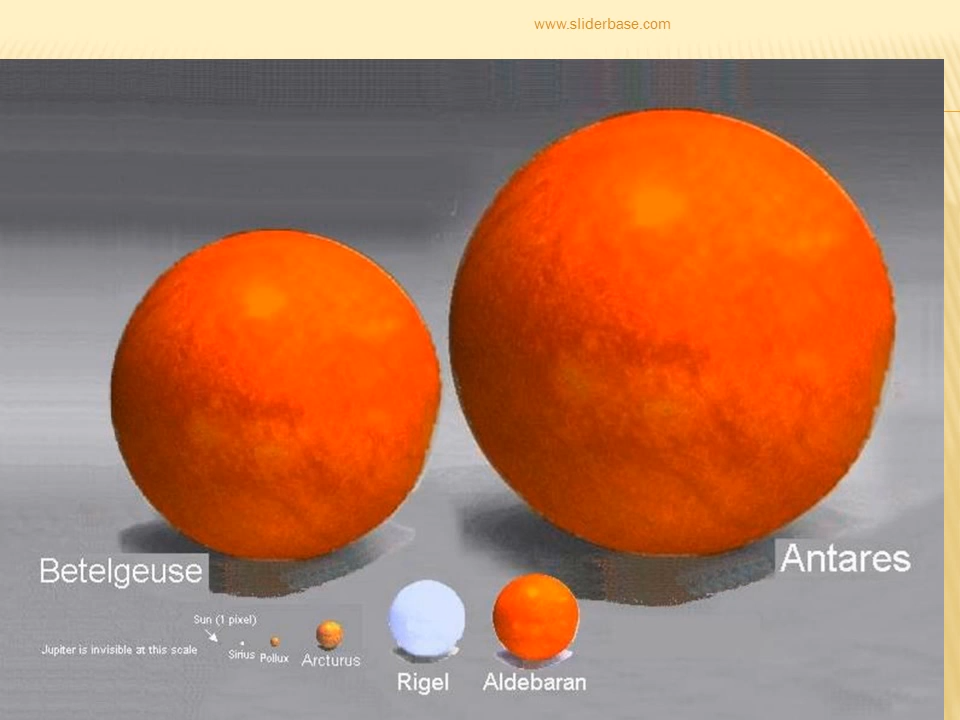 www.sliderbase.com
Betelgeuse
Antares
Sun (1 pixel)
Jupiter is invisible at this scale
Sirius
Pollux
Arcturus
Rigel
Aldebaran